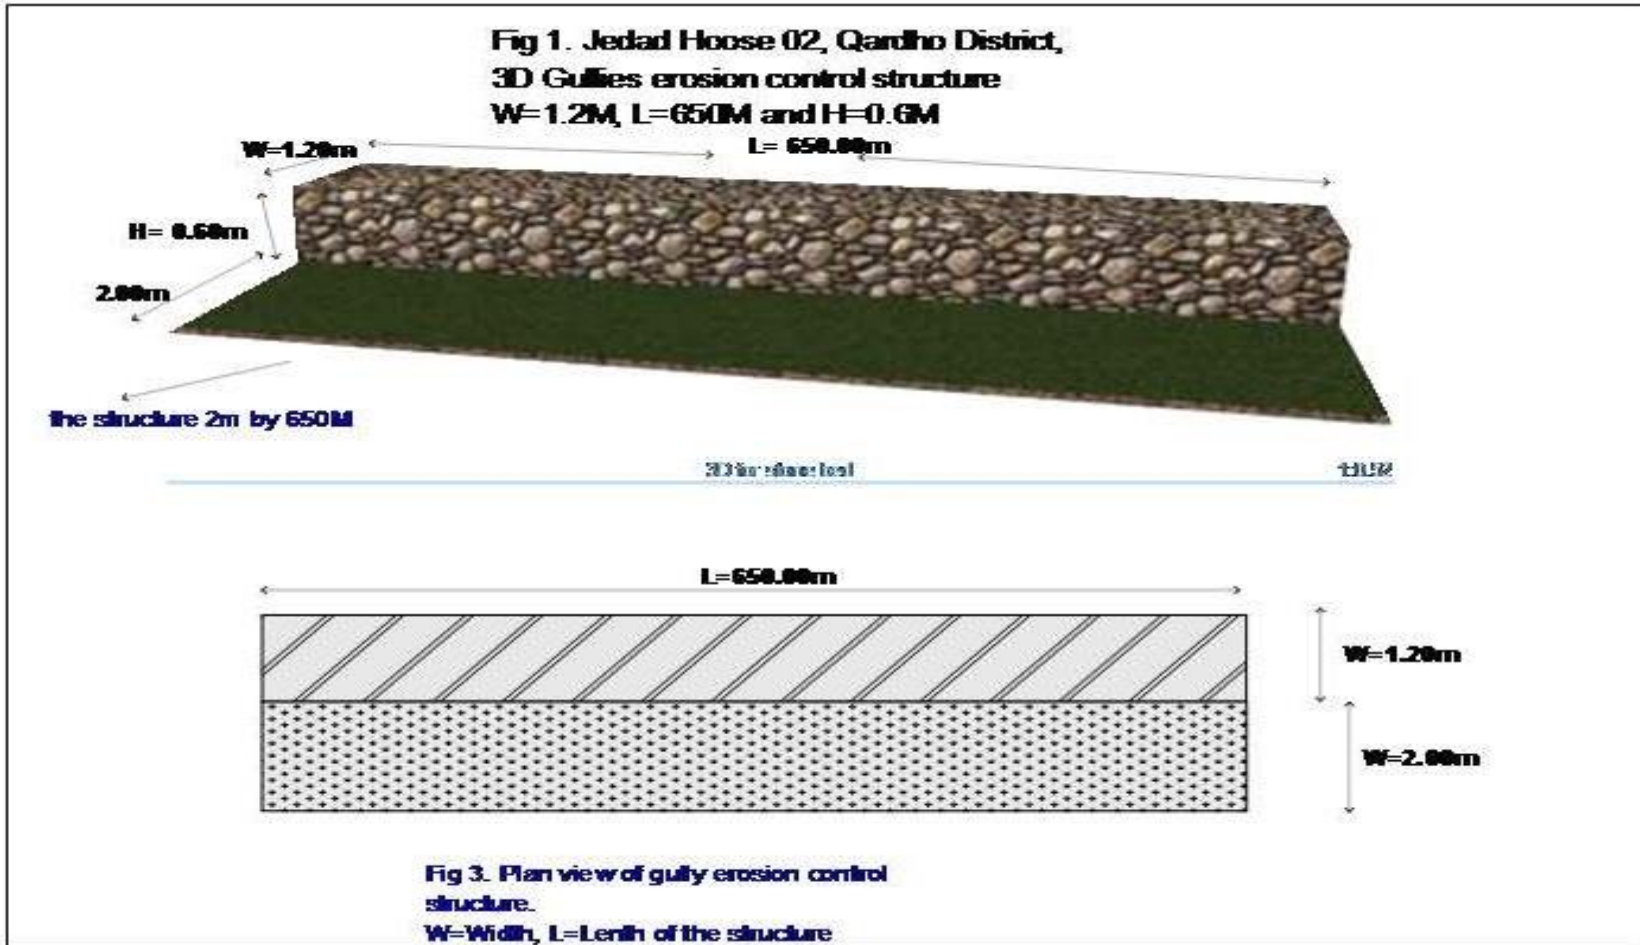 Fig 1. Jedad Hoose 02, Qardho District,
3D Gullies erosion control structure
W=1.2M, L=650M and H=0.6M
W=1.20m
L= 650.00m
H= 0.60m
2.00m
the structure 2m by 650M
L=650.00m
W=1.20m
W=2.00m
Fig 3. Plan view of gully erosion control
structure.
W=Width, L=Lenth of the structure